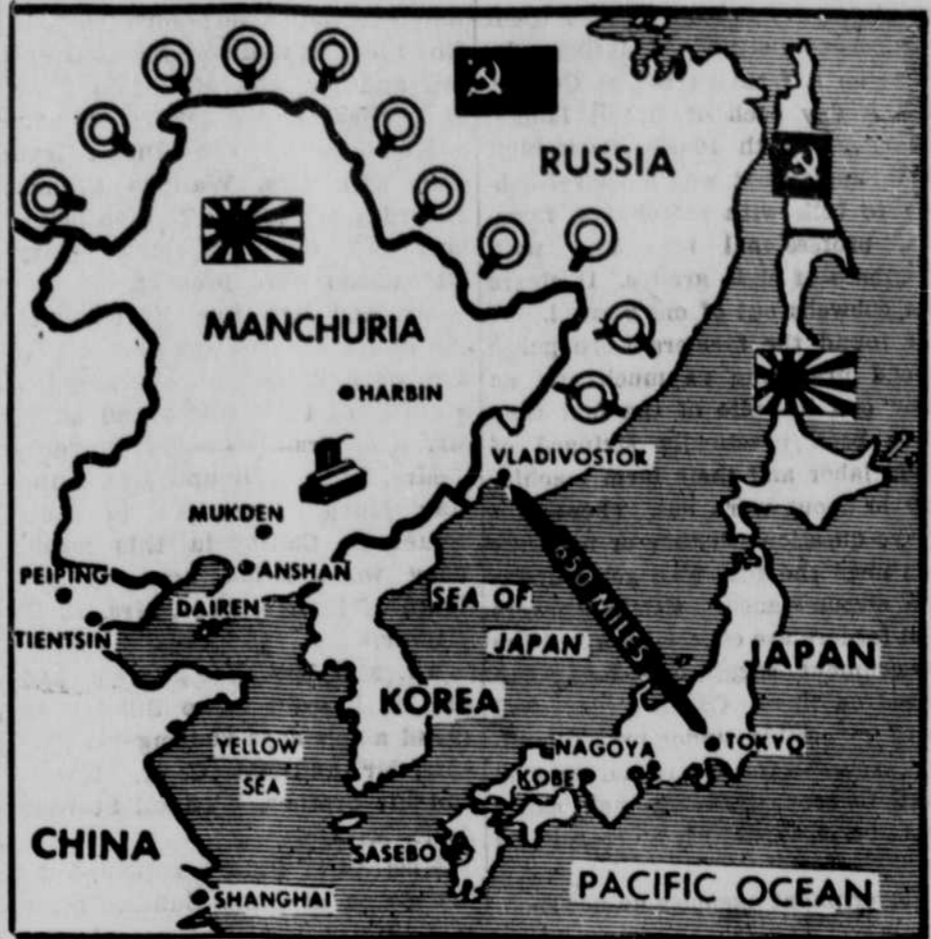 RUSSIA
MANCHURIA
HARBIN
VLADIVOSTOK
MUKDEN
ANSHAN
PEIPING
DAIREN
TIENTSIN
SEA OF
JAPAN
650 MILES
JAPAN
KOREA
YELLOW
SEA
NAGOYA
TOKYO
KOBE
CHINA
SASEBO
SHANGHAI
PACIFIC OCEAN